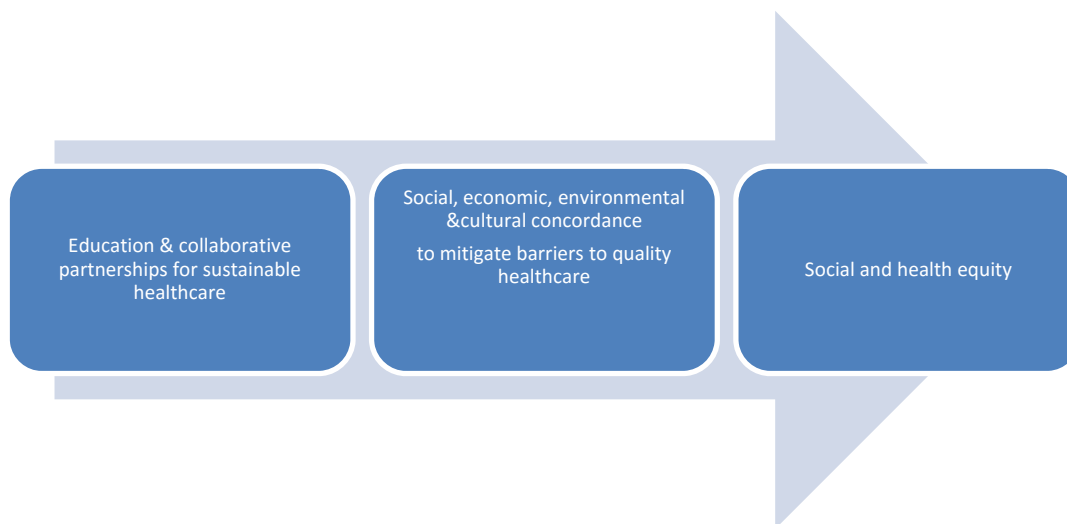 Education & collaborative
partnerships for sustainable
healthcare
Social, economic, environmental
&cultural concordance
to mitigate barriers to quality
healthcare
Social and health equity